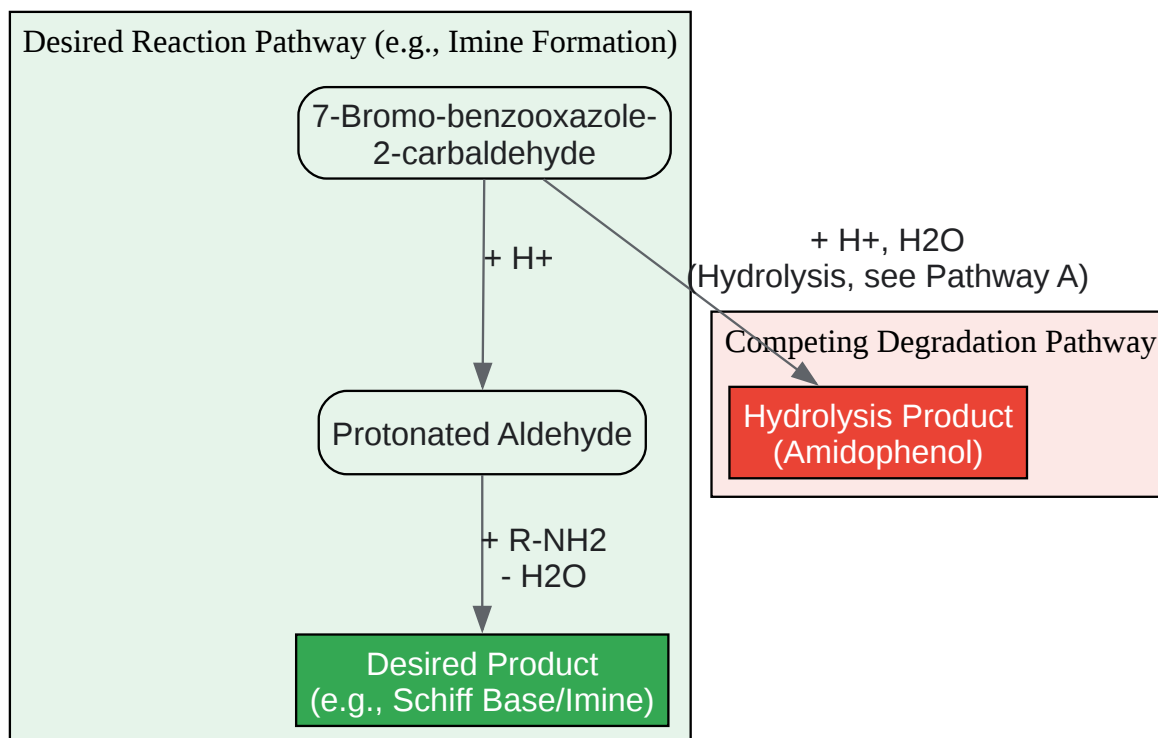 Desired Reaction Pathway (e.g., Imine Formation)
7-Bromo-benzooxazole-
2-carbaldehyde
+ H+
+ H+, H2O
(Hydrolysis, see Pathway A)
Competing Degradation Pathway
Hydrolysis Product
(Amidophenol)
Protonated Aldehyde
+ R-NH2
- H2O
Desired Product
(e.g., Schiff Base/Imine)